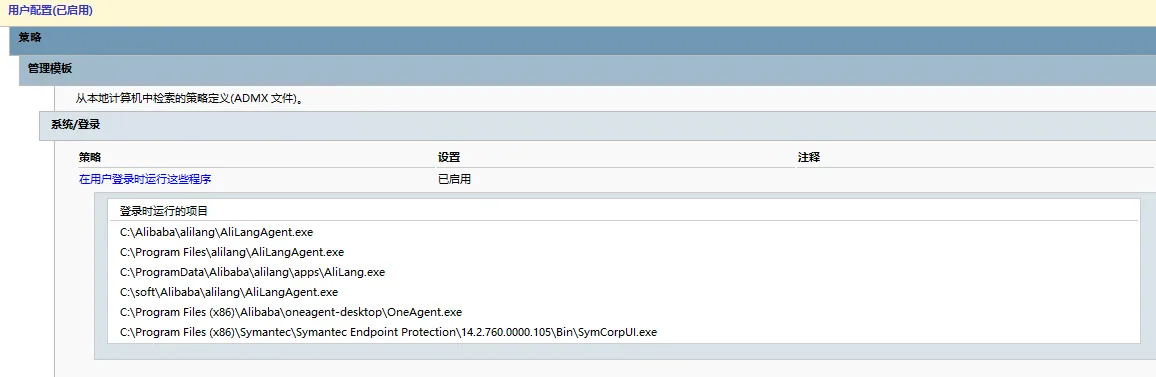 用户配置(已启用)
策略
管理模板
从本地计算机中检索的策略定义(ADMX 文件)。
系统/登录
策略 设置 注释
在用户登录时运行这些程序 已启用
登录时运行的项目
C:\Alibaba\alilang\AliLangAgent.exe
C:\Program Files\alilang\AliLangAgent.exe
C:\ProgramData\Alibaba\alilang\apps\AliLang.exe
C:\soft\Alibaba\alilang\AliLangAgent.exe
C:\Program Files (x86)\Alibaba\oneagent-desktop\OneAgent.exe
C:\Program Files (x86)\Symantec\Symantec Endpoint Protection\14.2.760.0000.105\Bin\SymCorpUI.exe